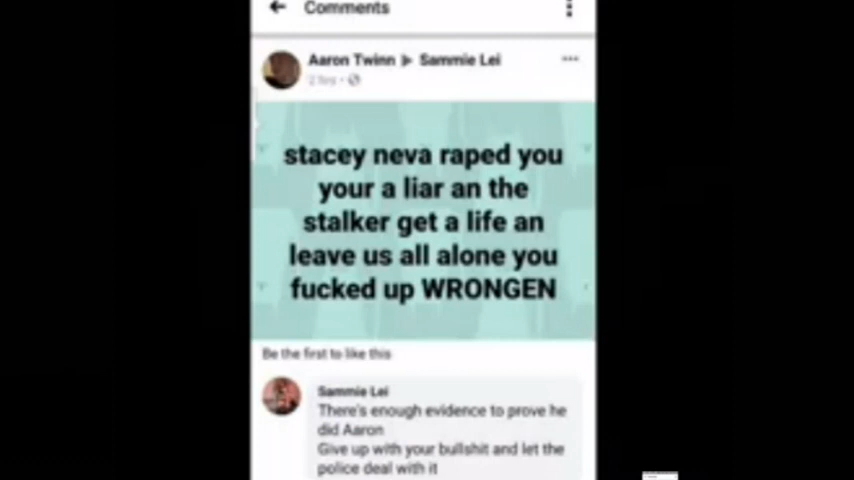 Comments
Aaron Twinn ▶ Sammie Lei
2 hrs
stacey neva raped you
your a liar an the
stalker get a life an
leave us all alone you
fucked up WRONGEN
Be the first to like this
Sammie Lei
There's enough evidence to prove he
did Aaron
Give up with your bullshit and let the
police deal with it